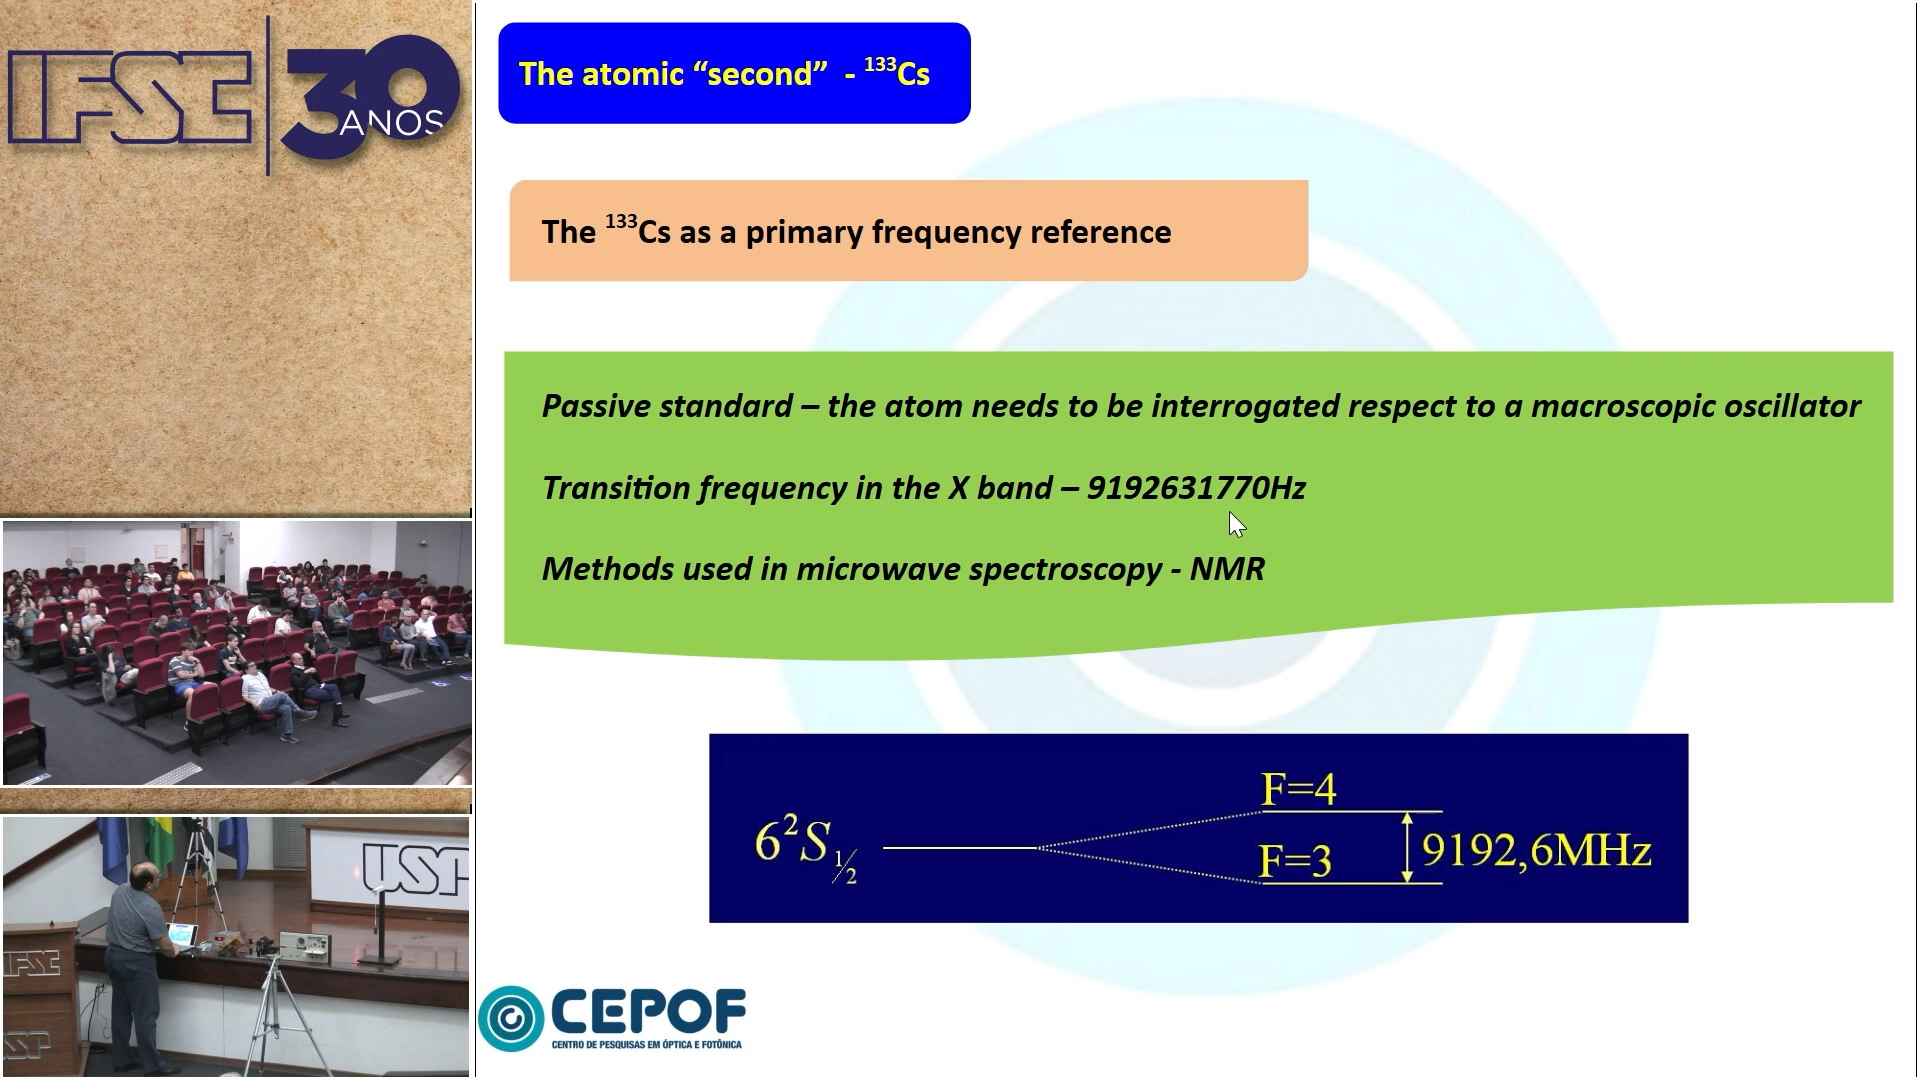 IFSC 30
ANOS
The atomic “second” - ¹³³Cs
The ¹³³Cs as a primary frequency reference
Passive standard – the atom needs to be interrogated respect to a macroscopic oscillator
Transition frequency in the X band – 9192631770Hz
Methods used in microwave spectroscopy - NMR
6²S½
F=4
F=3
9192,6MHz
USP
IFSC
USP
CEPOF
CENTRO DE PESQUISAS EM ÓPTICA E FOTÔNICA